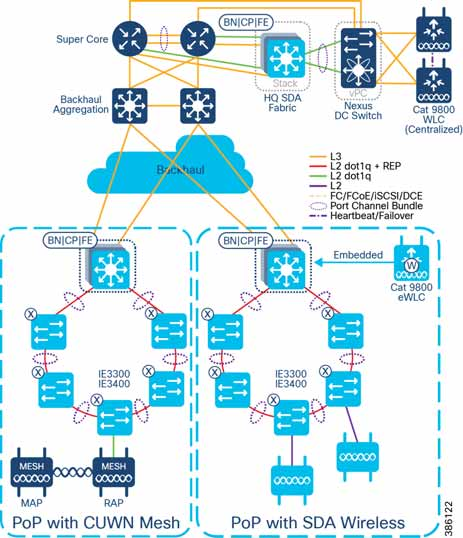 BN|CP|FE
Super Core
Stack
vPC
HQ SDA
Fabric
Nexus
DC Switch
Cat 9800
WLC
(Centralized)
Backhaul
Aggregation
Backhaul
L3
L2 dot1q + REP
L2 dot1q
L2
FC/FCoE/iSCSI/DCE
Port Channel Bundle
Heartbeat/Failover
BN|CP|FE
BN|CP|FE
Embedded
W
Cat 9800
eWLC
X
X
X
X
X
IE3300
IE3400
X
X
X
X
X
IE3300
IE3400
MESH
MESH
MAP
RAP
PoP with CUWN Mesh
PoP with SDA Wireless
386122